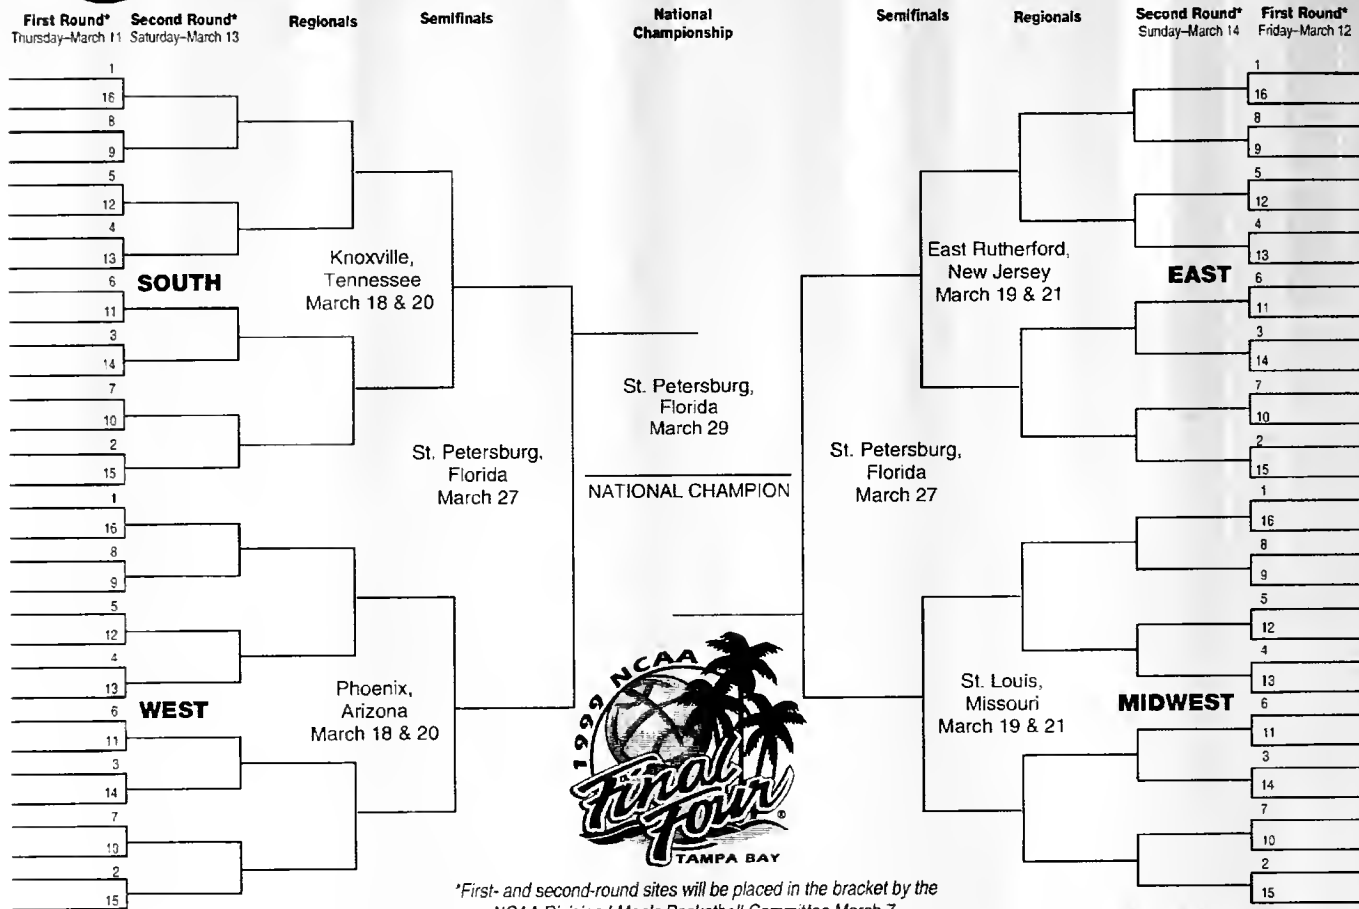 First Round* Second Round* Regionals Semifinals National Championship Semifinals Regionals Second Round* First Round*
Thursday–March 11 Saturday–March 13 Sunday–March 14 Friday–March 12
1
16
8
9
5
12
4
13
6
11
3
14
7
10
2
15
SOUTH
Knoxville,
Tennessee
March 18 & 20
1
16
8
9
5
12
4
13
6
11
3
14
7
10
2
15
WEST
Phoenix,
Arizona
March 18 & 20
St. Petersburg,
Florida
March 27
St. Petersburg,
Florida
March 29
NATIONAL CHAMPION
St. Petersburg,
Florida
March 27
East Rutherford,
New Jersey
March 19 & 21
EAST
1
16
8
9
5
12
4
13
6
11
3
14
7
10
2
15
St. Louis,
Missouri
March 19 & 21
MIDWEST
1
16
8
9
5
12
4
13
6
11
3
14
7
10
2
15
1999 NCAA
Final
Four
®
TAMPA BAY
*First- and second-round sites will be placed in the bracket by the
NCAA Division I Men's Basketball Committee March 7